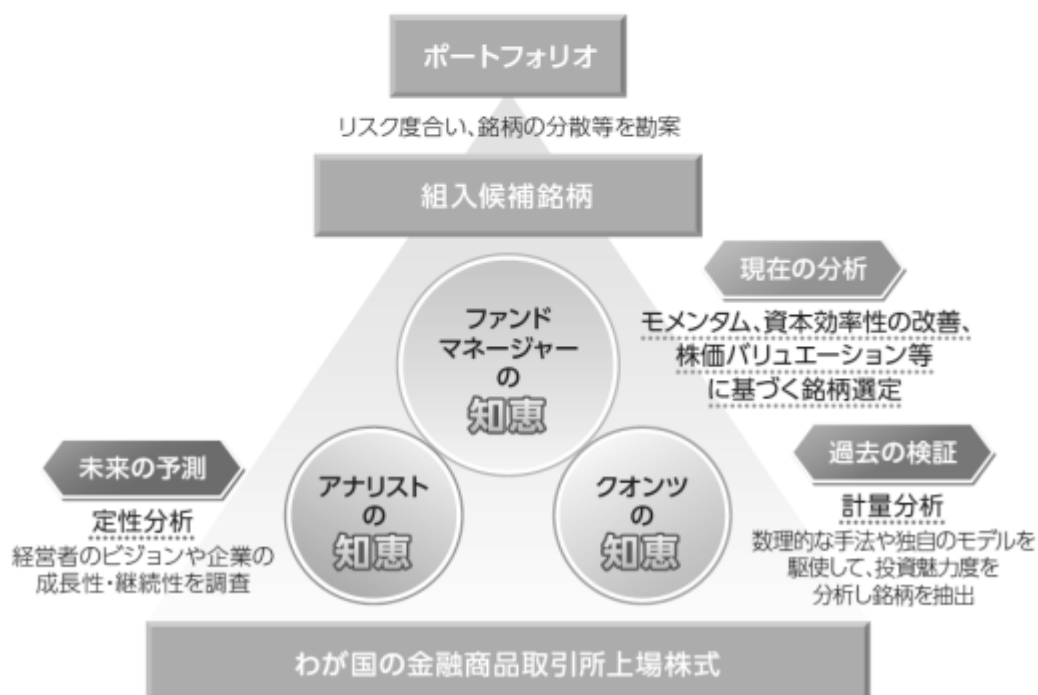 ポートフォリオ
リスク度合い、銘柄の分散等を勘案
組入候補銘柄
現在の分析
モメンタム、資本効率性の改善、
株価バリュエーション等
に基づく銘柄選定
ファンド
マネージャー
の
知恵
未来の予測
定性分析
経営者のビジョンや企業の
成長性・継続性を調査
アナリスト
の
知恵
クオンツ
の
知恵
過去の検証
計量分析
数理的な手法や独自のモデルを
駆使して、投資魅力度を
分析し銘柄を抽出
わが国の金融商品取引所上場株式